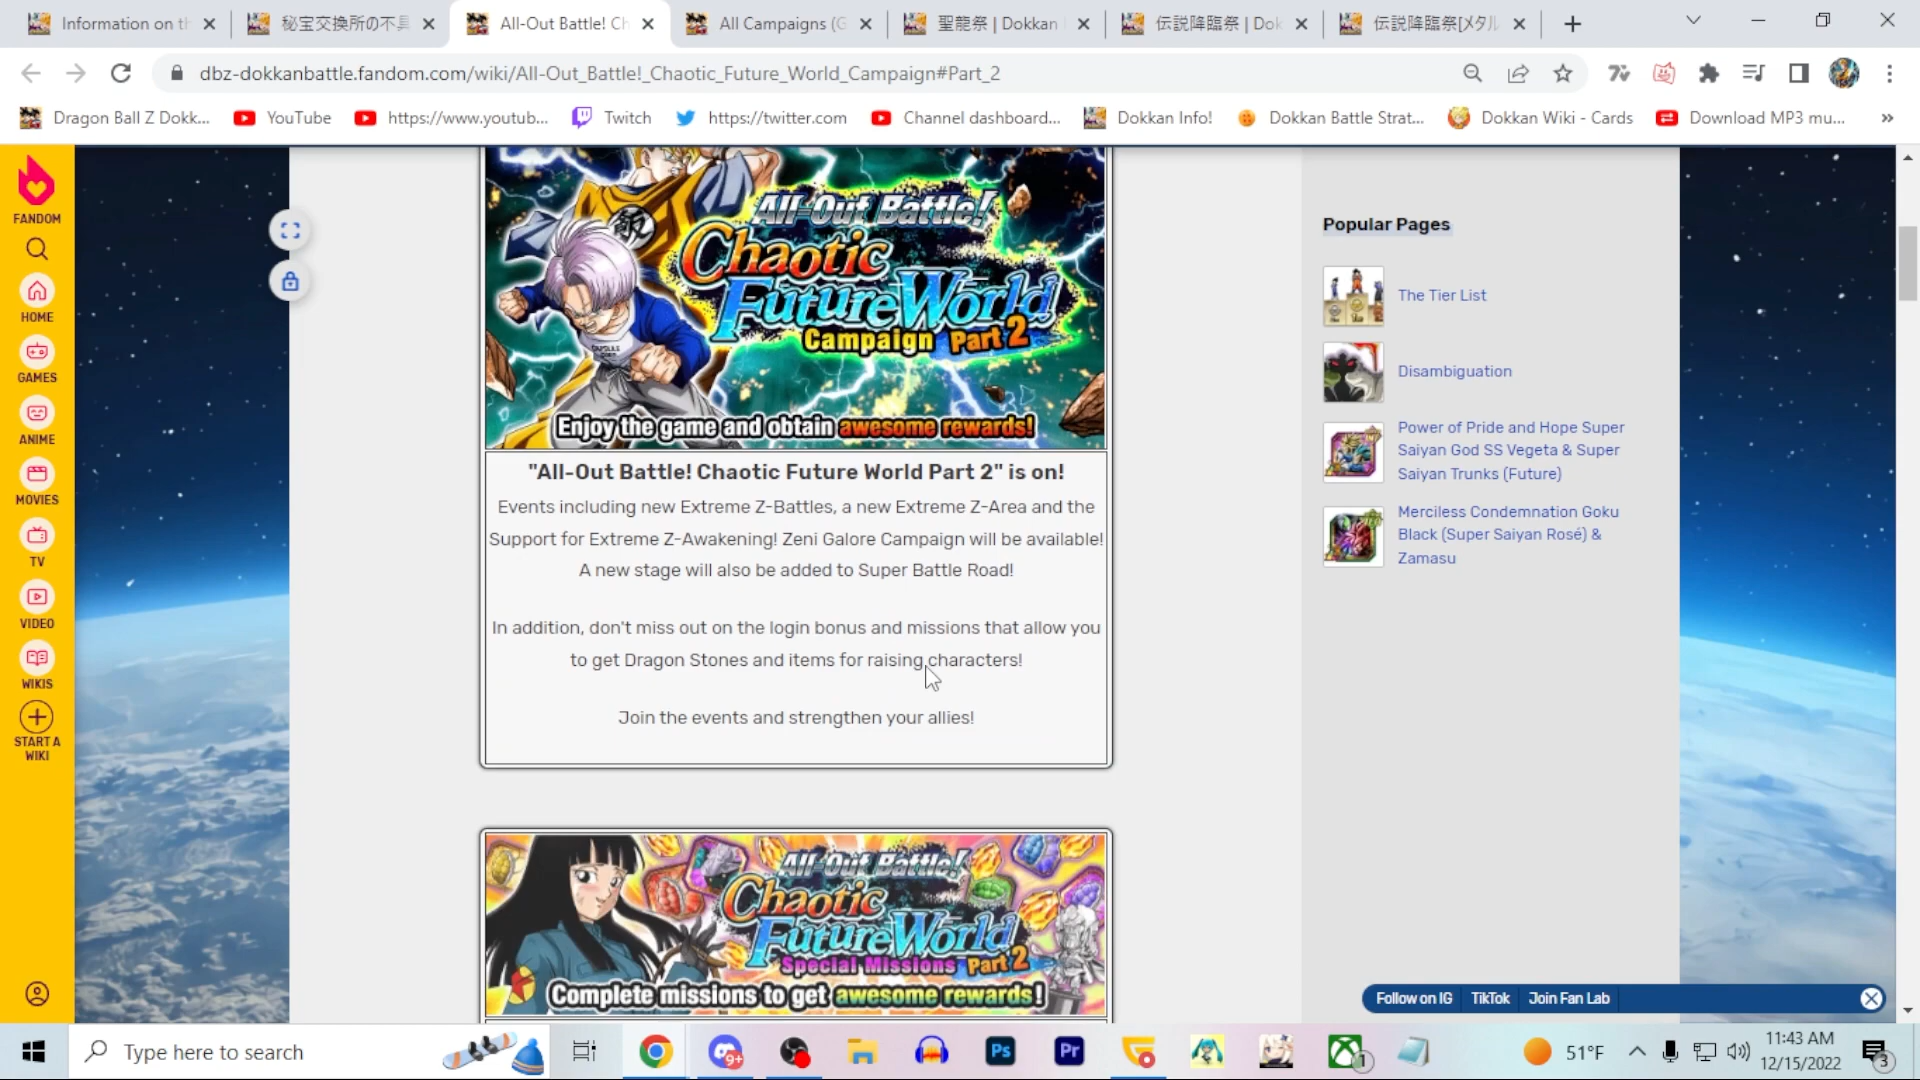 Information on th
秘宝交換所の不具
All-Out Battle! Ch
All Campaigns (G
聖龍祭 | Dokkan
伝説降臨祭 | Dok
伝説降臨祭[メタル
dbz-dokkanbattle.fandom.com/wiki/All-Out_Battle!_Chaotic_Future_World_Campaign#Part_2
Dragon Ball Z Dokk...
YouTube
https://www.youtub...
Twitch
https://twitter.com
Channel dashboard...
Dokkan Info!
Dokkan Battle Strat...
Dokkan Wiki - Cards
Download MP3 mu...
»
FANDOM
HOME
GAMES
ANIME
MOVIES
TV
VIDEO
WIKIS
START A
WIKI
飯
CAPSULE
CORP.
All-Out Battle!
Chaotic
Future World
Campaign Part 2
Enjoy the game and obtain awesome rewards!
"All-Out Battle! Chaotic Future World Part 2" is on!
Events including new Extreme Z-Battles, a new Extreme Z-Area and the
Support for Extreme Z-Awakening! Zeni Galore Campaign will be available!
A new stage will also be added to Super Battle Road!
In addition, don't miss out on the login bonus and missions that allow you
to get Dragon Stones and items for raising characters!
Join the events and strengthen your allies!
All-Out Battle!
Chaotic
Future World
Special Missions Part 2
Complete missions to get awesome rewards!
Popular Pages
The Tier List
Disambiguation
Power of Pride and Hope Super
Saiyan God SS Vegeta & Super
Saiyan Trunks (Future)
Merciless Condemnation Goku
Black (Super Saiyan Rosé) &
Zamasu
Follow on IG
TikTok
Join Fan Lab
Type here to search
9+
Ps
Pr
1
51°F
11:43 AM
12/15/2022
3